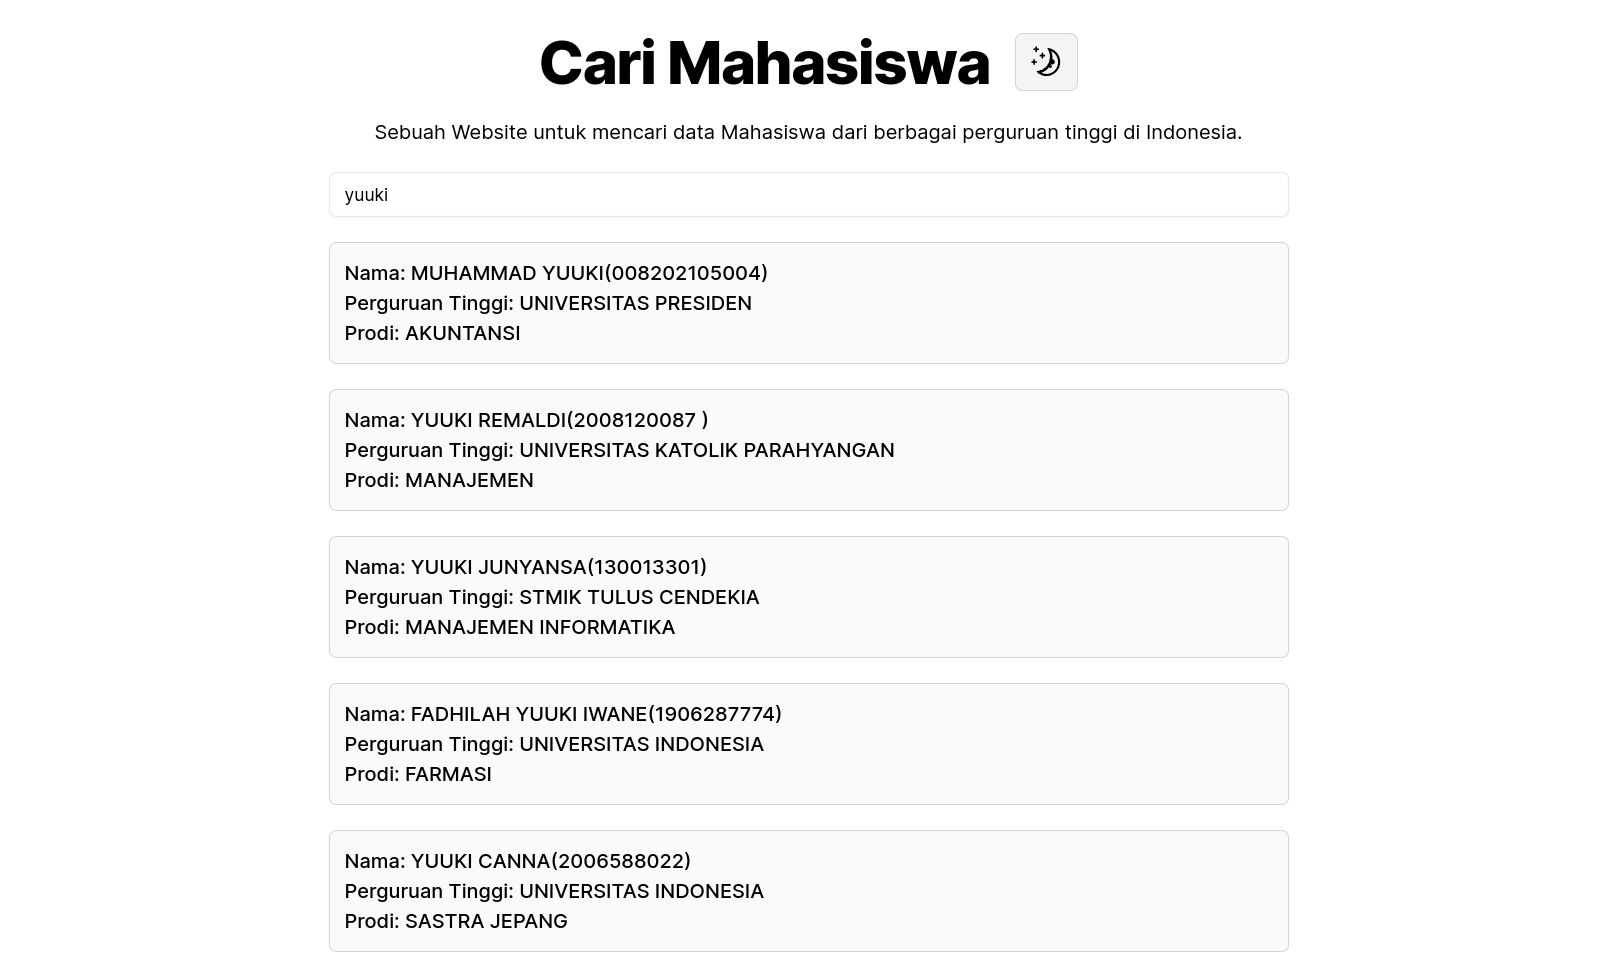 Cari Mahasiswa
Sebuah Website untuk mencari data Mahasiswa dari berbagai perguruan tinggi di Indonesia.
yuuki
Nama: MUHAMMAD YUUKI(008202105004)
Perguruan Tinggi: UNIVERSITAS PRESIDEN
Prodi: AKUNTANSI
Nama: YUUKI REMALDI(2008120087 )
Perguruan Tinggi: UNIVERSITAS KATOLIK PARAHYANGAN
Prodi: MANAJEMEN
Nama: YUUKI JUNYANSA(130013301)
Perguruan Tinggi: STMIK TULUS CENDEKIA
Prodi: MANAJEMEN INFORMATIKA
Nama: FADHILAH YUUKI IWANE(1906287774)
Perguruan Tinggi: UNIVERSITAS INDONESIA
Prodi: FARMASI
Nama: YUUKI CANNA(2006588022)
Perguruan Tinggi: UNIVERSITAS INDONESIA
Prodi: SASTRA JEPANG